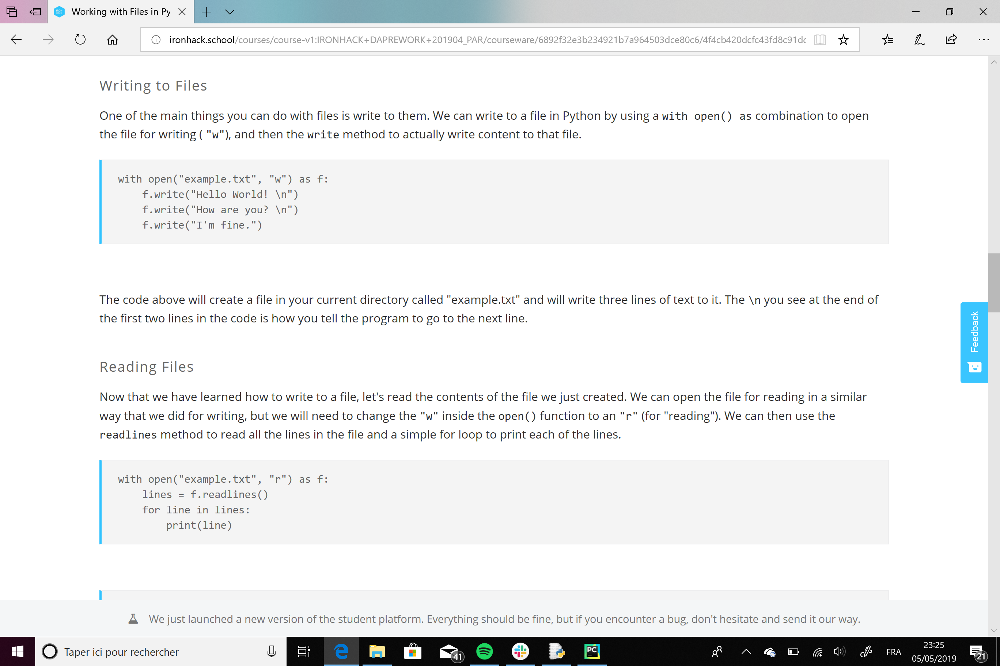 Working with Files in Py
ironhack.school/courses/course-v1:IRONHACK+DAPREWORK+201904_PAR/courseware/6892f32e3b234921b7a964503dce80c6/4f4cb420dcfc43fd8c91dc
Writing to Files
One of the main things you can do with files is write to them. We can write to a file in Python by using a with open() as combination to open
the file for writing ( "w"), and then the write method to actually write content to that file.
with open("example.txt", "w") as f:
    f.write("Hello World! \n")
    f.write("How are you? \n")
    f.write("I'm fine.")
The code above will create a file in your current directory called "example.txt" and will write three lines of text to it. The \n you see at the end of
the first two lines in the code is how you tell the program to go to the next line.
Feedback
Reading Files
Now that we have learned how to write to a file, let's read the contents of the file we just created. We can open the file for reading in a similar
way that we did for writing, but we will need to change the "w" inside the open() function to an "r" (for "reading"). We can then use the
readlines method to read all the lines in the file and a simple for loop to print each of the lines.
with open("example.txt", "r") as f:
    lines = f.readlines()
    for line in lines:
        print(line)
We just launched a new version of the student platform. Everything should be fine, but if you encounter a bug, don't hesitate and send it our way.
Taper ici pour rechercher
41
PC
FRA
23:25
05/05/2019
21